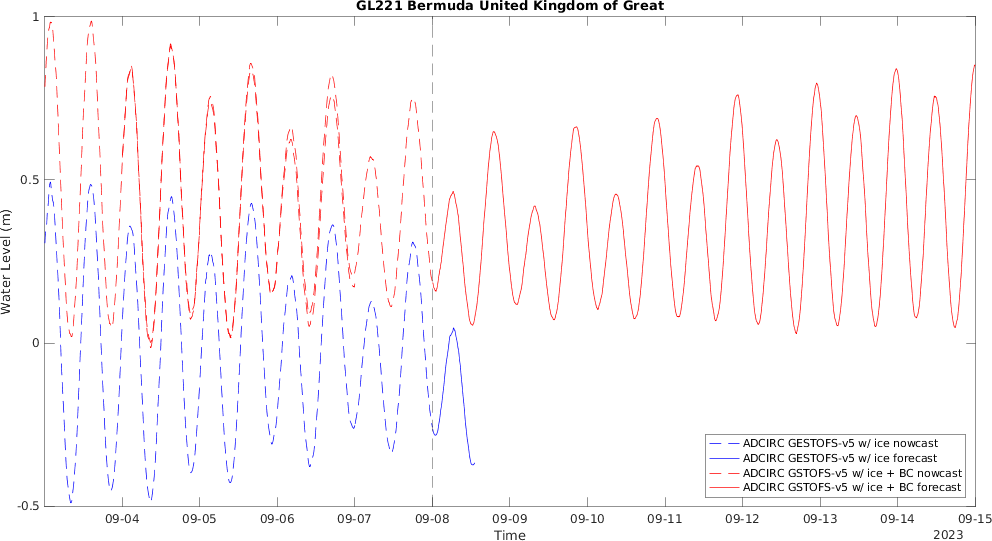 GL221 Bermuda United Kingdom of Great
1
0.5
0
-0.5
Water Level (m)
ADCIRC GESTOFS-v5 w/ ice nowcast
ADCIRC GESTOFS-v5 w/ ice forecast
ADCIRC GSTOFS-v5 w/ ice + BC nowcast
ADCIRC GSTOFS-v5 w/ ice + BC forecast
09-04 09-05 09-06 09-07 09-08 09-09 09-10 09-11 09-12 09-13 09-14 09-15
Time
2023